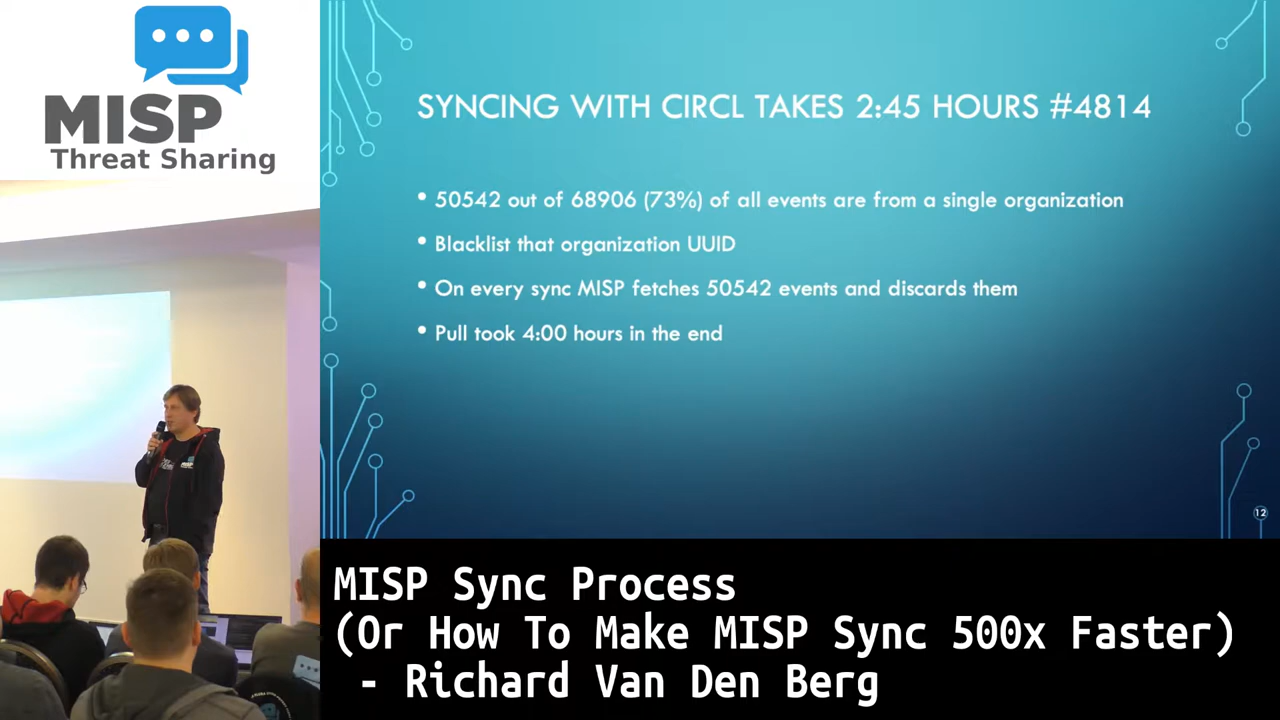 MISP
Threat Sharing
SYNCING WITH CIRCL TAKES 2:45 HOURS #4814
• 50542 out of 68906 (73%) of all events are from a single organization
• Blacklist that organization UUID
• On every sync MISP fetches 50542 events and discards them
• Pull took 4:00 hours in the end
12
MISP
MISP Sync Process
(Or How To Make MISP Sync 500x Faster)
- Richard Van Den Berg